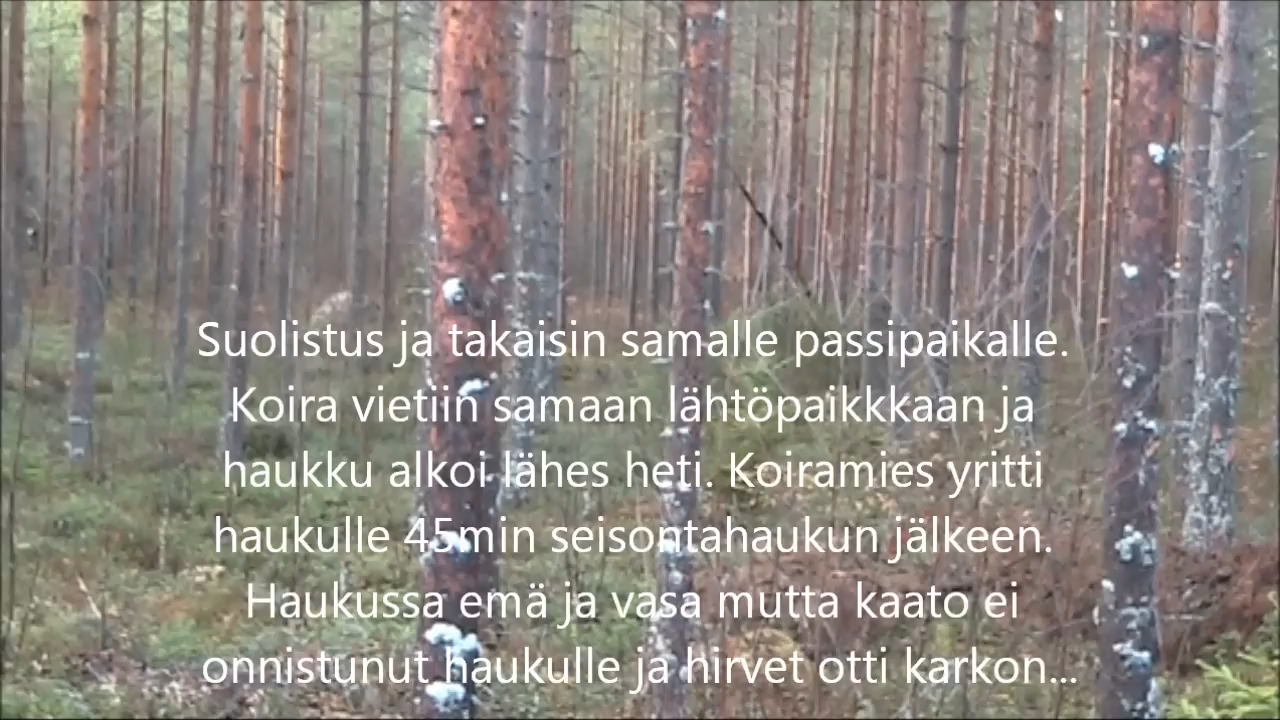 Suolistus ja takaisin samalle passipaikalle.
Koira vietiin samaan lähtöpaikkkaan ja
haukku alkoi lähes heti. Koiramies yritti
haukulle 45min seisontahaukun jälkeen.
Haukussa emä ja vasa mutta kaato ei
onnistunut haukulle ja hirvet otti karkon...